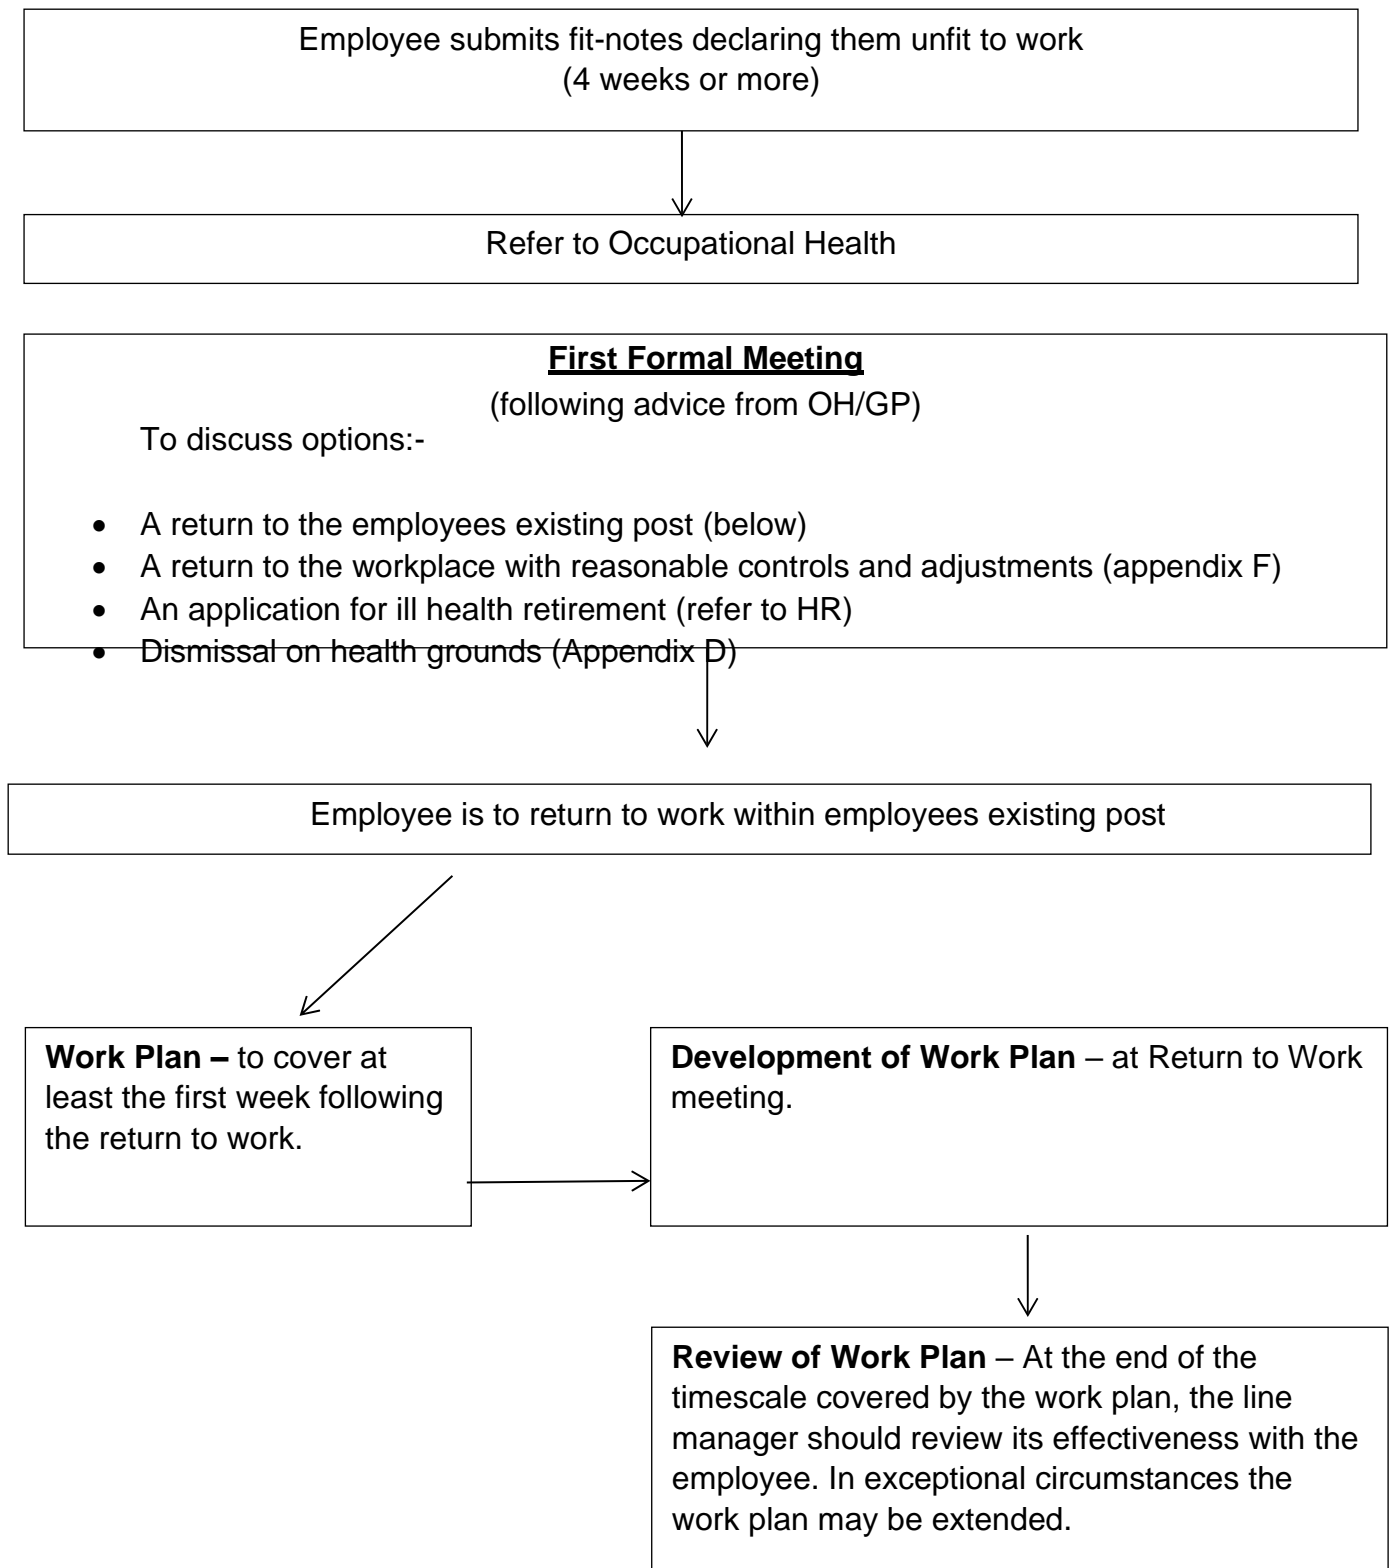 Employee submits fit-notes declaring them unfit to work
(4 weeks or more)
Refer to Occupational Health
First Formal Meeting
(following advice from OH/GP)
To discuss options:-
• A return to the employees existing post (below)
• A return to the workplace with reasonable controls and adjustments (appendix F)
• An application for ill health retirement (refer to HR)
• Dismissal on health grounds (Appendix D)
Employee is to return to work within employees existing post
Work Plan – to cover at
least the first week following
the return to work.
Development of Work Plan – at Return to Work
meeting.
Review of Work Plan – At the end of the
timescale covered by the work plan, the line
manager should review its effectiveness with the
employee. In exceptional circumstances the
work plan may be extended.